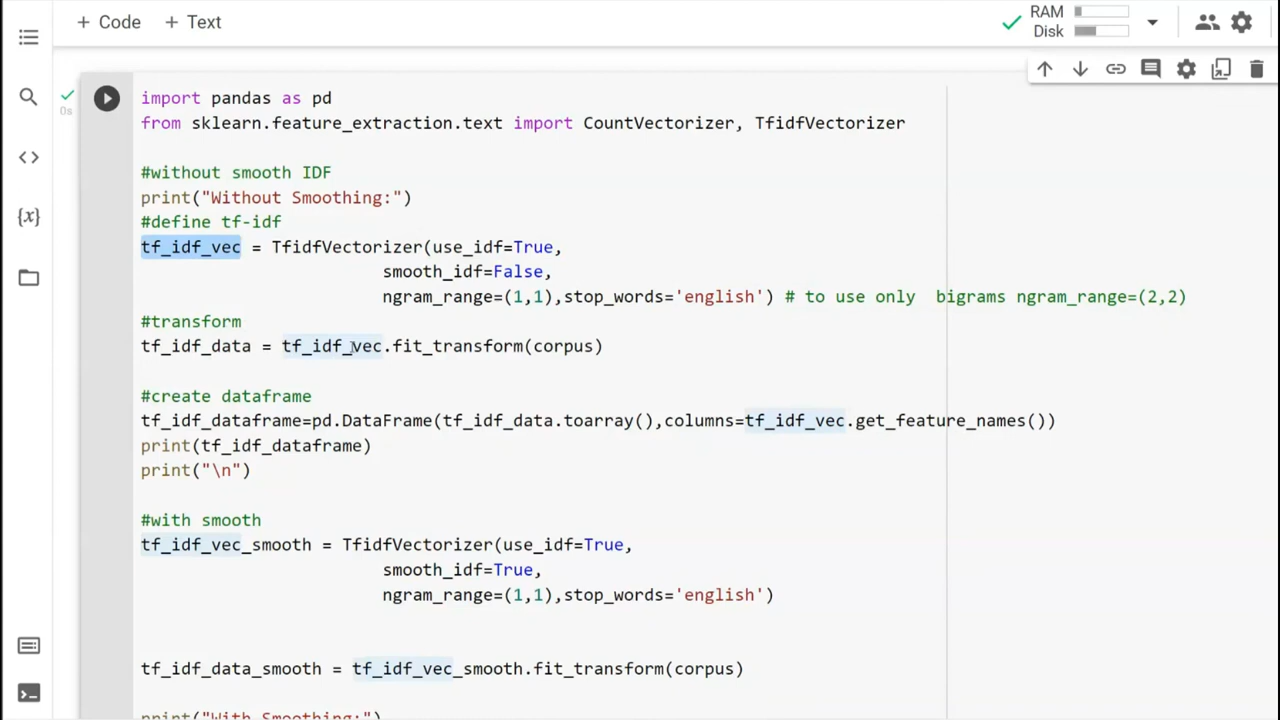 + Code + Text
RAM
Disk
0s
import pandas as pd
from sklearn.feature_extraction.text import CountVectorizer, TfidfVectorizer
#without smooth IDF
print("Without Smoothing:")
#define tf-idf
tf_idf_vec = TfidfVectorizer(use_idf=True,
smooth_idf=False,
ngram_range=(1,1),stop_words='english') # to use only  bigrams ngram_range=(2,2)
#transform
tf_idf_data = tf_idf_vec.fit_transform(corpus)
#create dataframe
tf_idf_dataframe=pd.DataFrame(tf_idf_data.toarray(),columns=tf_idf_vec.get_feature_names())
print(tf_idf_dataframe)
print("\n")
#with smooth
tf_idf_vec_smooth = TfidfVectorizer(use_idf=True,
smooth_idf=True,
ngram_range=(1,1),stop_words='english')
tf_idf_data_smooth = tf_idf_vec_smooth.fit_transform(corpus)
print("With Smoothing:")